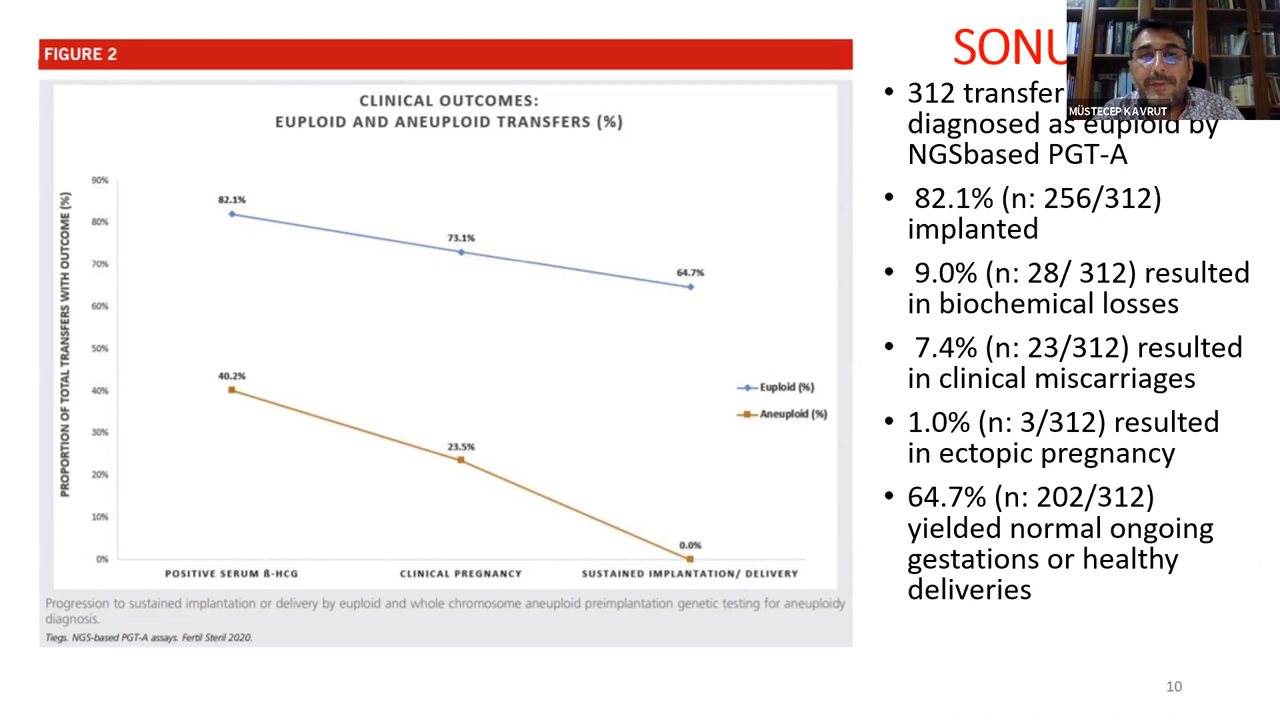 FIGURE 2
CLINICAL OUTCOMES:
EUPLOID AND ANEUPLOID TRANSFERS (%)
PROPORTION OF TOTAL TRANSFERS WITH OUTCOME (%)
90%
80%
70%
60%
50%
40%
30%
20%
10%
0%
82.1%
73.1%
64.7%
40.2%
23.5%
0.0%
Euploid (%)
Aneuploid (%)
POSITIVE SERUM ß-HCG
CLINICAL PREGNANCY
SUSTAINED IMPLANTATION/ DELIVERY
Progression to sustained implantation or delivery by euploid and whole chromosome aneuploid preimplantation genetic testing for aneuploidy
diagnosis.
Tiegs. NGS-based PGT-A assays. Fertil Steril 2020.
MÜSTECEP KAVRUT
• 312
diagnosed as euploid by
NGSbased PGT-A
• 82.1% (n: 256/312)
implanted
• 9.0% (n: 28/ 312) resulted
in biochemical losses
• 7.4% (n: 23/312) resulted
in clinical miscarriages
• 1.0% (n: 3/312) resulted
in ectopic pregnancy
• 64.7% (n: 202/312)
yielded normal ongoing
gestations or healthy
deliveries
10